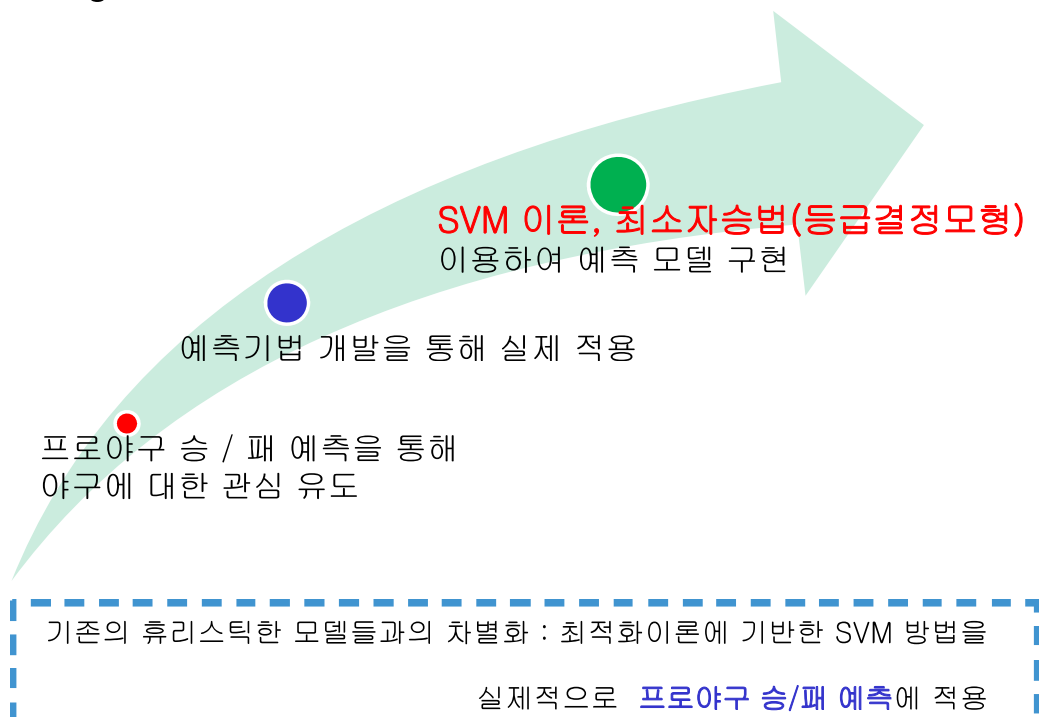 SVM 이론, 최소자승법(등급결정모형)
이용하여 예측 모델 구현
예측기법 개발을 통해 실제 적용
프로야구 승 / 패 예측을 통해
야구에 대한 관심 유도
기존의 휴리스틱한 모델들과의 차별화 : 최적화이론에 기반한 SVM 방법을
실제적으로 프로야구 승/패 예측에 적용